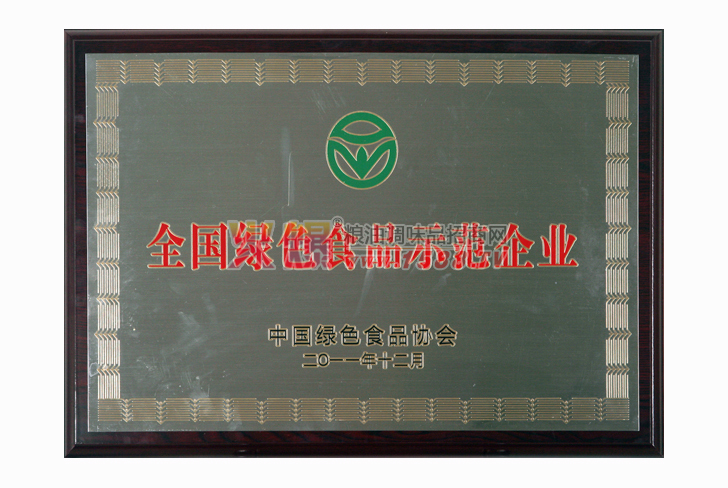 全国绿色食品示范企业
中国绿色食品协会
二〇一一年十二月